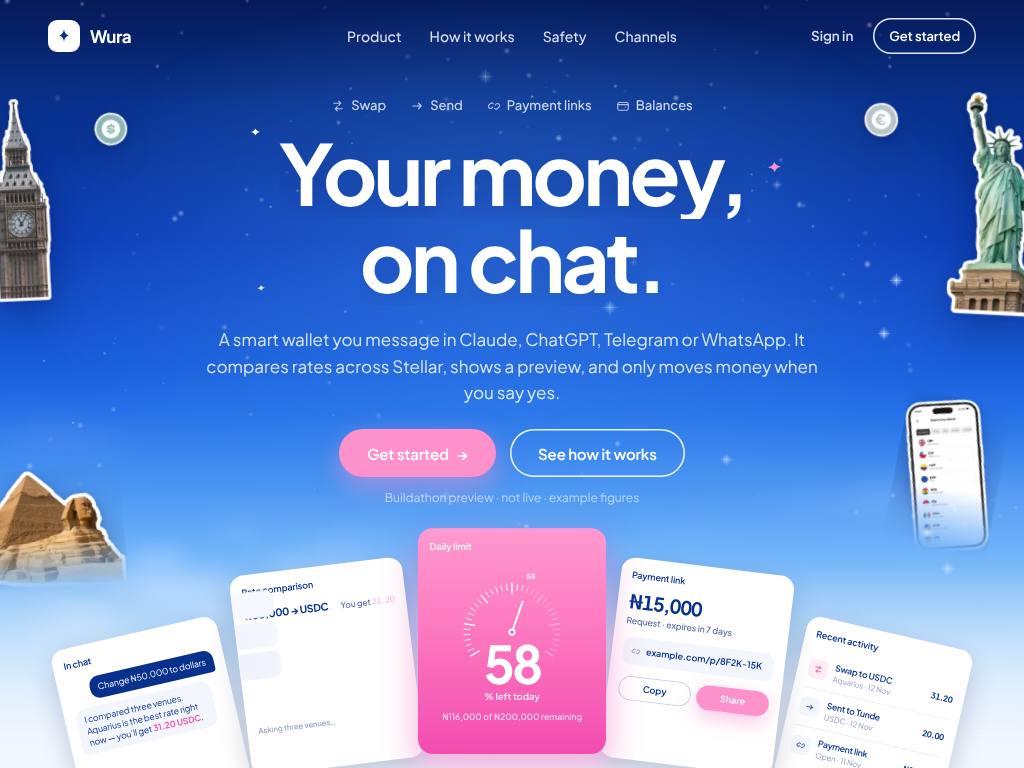 Wura
Product
How it works
Safety
Channels
Sign in
Get started
Swap
Send
Payment links
Balances
Your money,
on chat.
A smart wallet you message in Claude, ChatGPT, Telegram or WhatsApp. It
compares rates across Stellar, shows a preview, and only moves money when
you say yes.
Get started →
See how it works
Buildathon preview · not live · example figures
In chat
Change ₦50,000 to dollars
I compared three venues.
Aquarius is the best rate right
now — you'll get 31.20 USDC.
Rate comparison
→ USDC
You get 31.20
Asking three venues...
Daily limit
58
58
% left today
₦116,000 of ₦200,000 remaining
Payment link
₦15,000
Request · expires in 7 days
example.com/p/8F2K-15K
Copy
Share
Recent activity
Swap to USDC
Aquarius · 12 Nov
31.20
Sent to Tunde
USDC · 12 Nov
20.00
Payment link
Open · 11 Nov